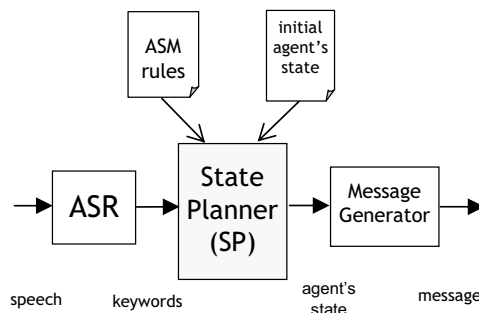 ASM
rules
initial
agent's
state
ASR
State
Planner
(SP)
Message
Generator
speech
keywords
agent's
state
message